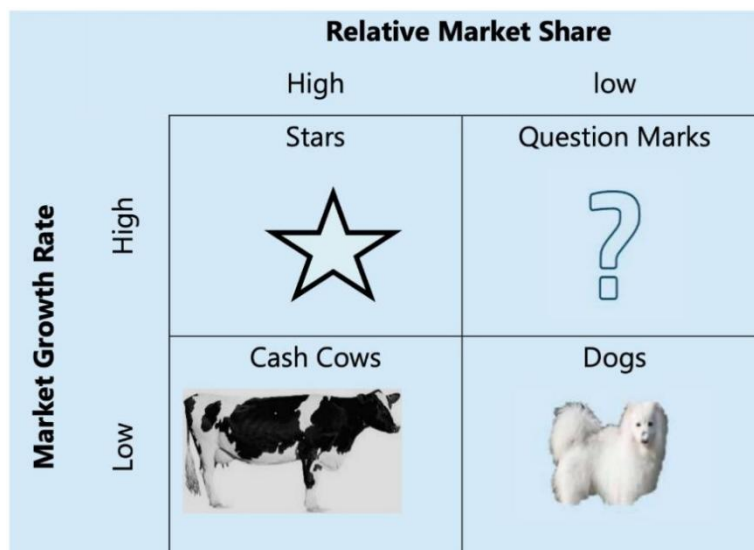 Relative Market Share
High
low
Stars
Question Marks
?
Market Growth Rate
High
Cash Cows
Dogs
Low